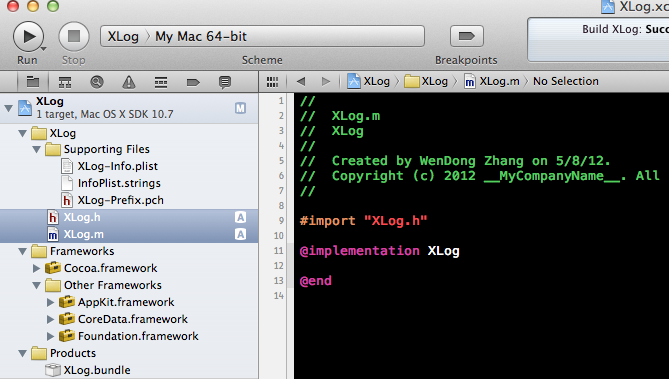 XLog.xc
Build XLog: Succ
XLog My Mac 64-bit
Run Stop Scheme Breakpoints
XLog XLog XLog.m No Selection
XLog
1 target, Mac OS X SDK 10.7
M
XLog
Supporting Files
XLog-Info.plist
InfoPlist.strings
XLog-Prefix.pch
XLog.h A
XLog.m A
Frameworks
Cocoa.framework
Other Frameworks
AppKit.framework
CoreData.framework
Foundation.framework
Products
XLog.bundle
1 //
2 //  XLog.m
3 //  XLog
4 //
5 //  Created by WenDong Zhang on 5/8/12.
6 //  Copyright (c) 2012 __MyCompanyName__. All
7 //
8
9 #import "XLog.h"
10
11 @implementation XLog
12
13 @end
14